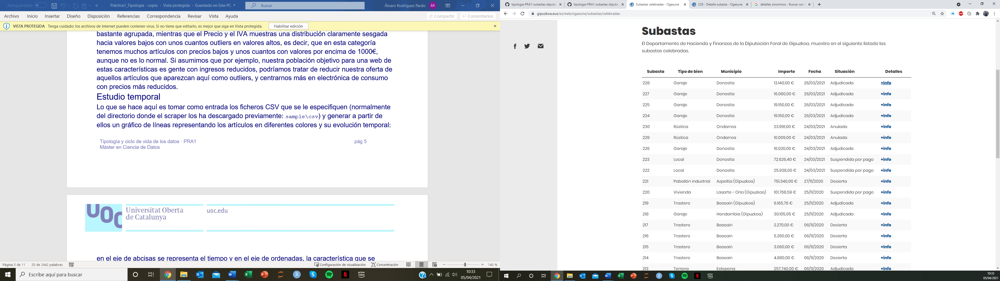 Autoguardado
Práctica1_Tipología - copia - Vista protegida - Guardado en Este PC
Buscar
Álvaro Rodríguez Pardo
ÁR
Archivo Inicio Insertar Diseño Disposición Referencias Correspondencia Revisar Vista Ayuda
Compartir
Comentarios
VISTA PROTEGIDA Tenga cuidado: los archivos de Internet pueden contener virus. Si no tiene que editarlo, es mejor que siga en Vista protegida.
Habilitar edición
bastante agrupada, mientras que el Precio y el IVA muestras una distribución claramente sesgada
hacia valores bajos con unos cuantos outliers en valores altos, es decir, que en esta categoría
tenemos muchos artículos con precios bajos y unos cuantos con valores por encima de 1000€,
aunque no es lo normal. Si asumimos que por ejemplo, nuestra población objetivo para una web de
estas características es gente con ingresos reducidos, podríamos tratar de reducir nuestra oferta de
aquellos artículos que aparezcan aquí como outliers, y centrarnos más en electrónica de consumo
con precios más reducidos.
Estudio temporal
Lo que se hace aquí es tomar como entrada los ficheros CSV que se le especifiquen (normalmente
del directorio donde el scraper los ha descargado previamente: sample\csv) y generar a partir de
ellos un gráfico de líneas representando los artículos en diferentes colores y su evolución temporal:
Tipología y ciclo de vida de los datos · PRA1
pág 5
Máster en Ciencia de Datos
UOC
Universitat Oberta
de Catalunya
uoc.edu
en el eje de abcisas se representa el tiempo y en el eje de ordenadas, la característica que se
Página 5 de 11 20 de 2442 palabras
Configuración de visualización
Concentración
140 %
Escribe aquí para buscar
prime
video
10:33
05/04/2021
tipologia-PRA1-subastas-diputac
tipologia-PRA1-subastas-diputac
Subastas celebradas - Ogasuna
228 - Detalle subasta - Ogasuna
detalles sinonimos - Buscar con
gipuzkoa.eus/es/web/ogasuna/subastas/celebradas
ABP
Subastas
El Departamento de Hacienda y Finanzas de la Diputación Foral de Gipuzkoa, muestra en el siguiente listado las
subastas celebradas.
Subasta Tipo de bien Municipio Importe Fecha Situación Detalles
228 Garaje Donostia 13.140,00 € 26/03/2021 Adjudicada +info
227 Garaje Donostia 16.060,00 € 26/03/2021 Adjudicada +info
225 Garaje Donostia 19.150,00 € 26/03/2021 Adjudicada +info
224 Garaje Donostia 19.150,00 € 26/03/2021 Adjudicada +info
230 Rústica Ondarroa 23.991,00 € 24/03/2021 Anulada +info
229 Rústica Ondarroa 10.009,00 € 24/03/2021 Anulada +info
226 Garaje Donostia 16.020,00 € 24/03/2021 Adjudicada +info
223 Local Donostia 72.626,40 € 24/03/2021 Suspendida por pago +info
222 Local Donostia 25.938,00 € 24/03/2021 Suspendida por pago +info
221 Pabellón industrial Azpeitia (Gipuzkoa) 751.340,00 € 27/11/2020 Desierta +info
220 Vivienda Lasarte - Oria (Gipuzkoa) 101.768,59 € 25/11/2020 Suspendida por pago +info
219 Trastero Beasain (Gipuzkoa) 6.165,76 € 25/11/2020 Adjudicada +info
218 Garaje Hondarribia (Gipuzkoa) 30.105,05 € 25/11/2020 Adjudicada +info
217 Trastero Beasain 2.270,00 € 06/11/2020 Desierta +info
216 Trastero Beasain 5.260,00 € 06/11/2020 Desierta +info
215 Trastero Beasain 3.060,00 € 06/11/2020 Desierta +info
214 Trastero Beasain 4.880,00 € 06/11/2020 Desierta +info
213 Terreno Estepona 257.740,00 € 06/11/2020 Adjudicada +info
prime
video
10:33
05/04/2021